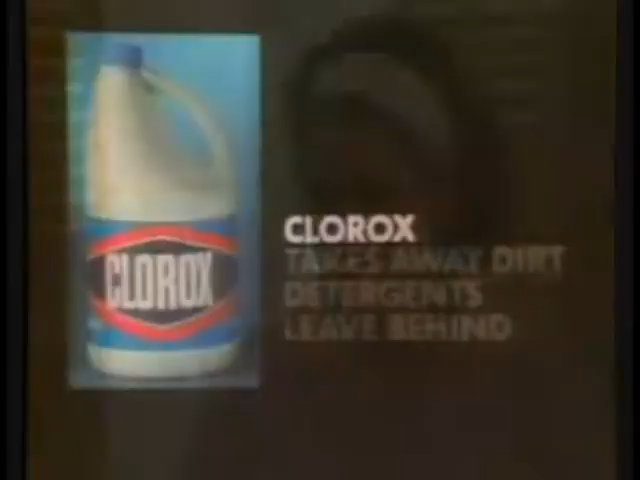 CLOROX
CLOROX
TAKES AWAY DIRT
DETERGENTS
LEAVE BEHIND